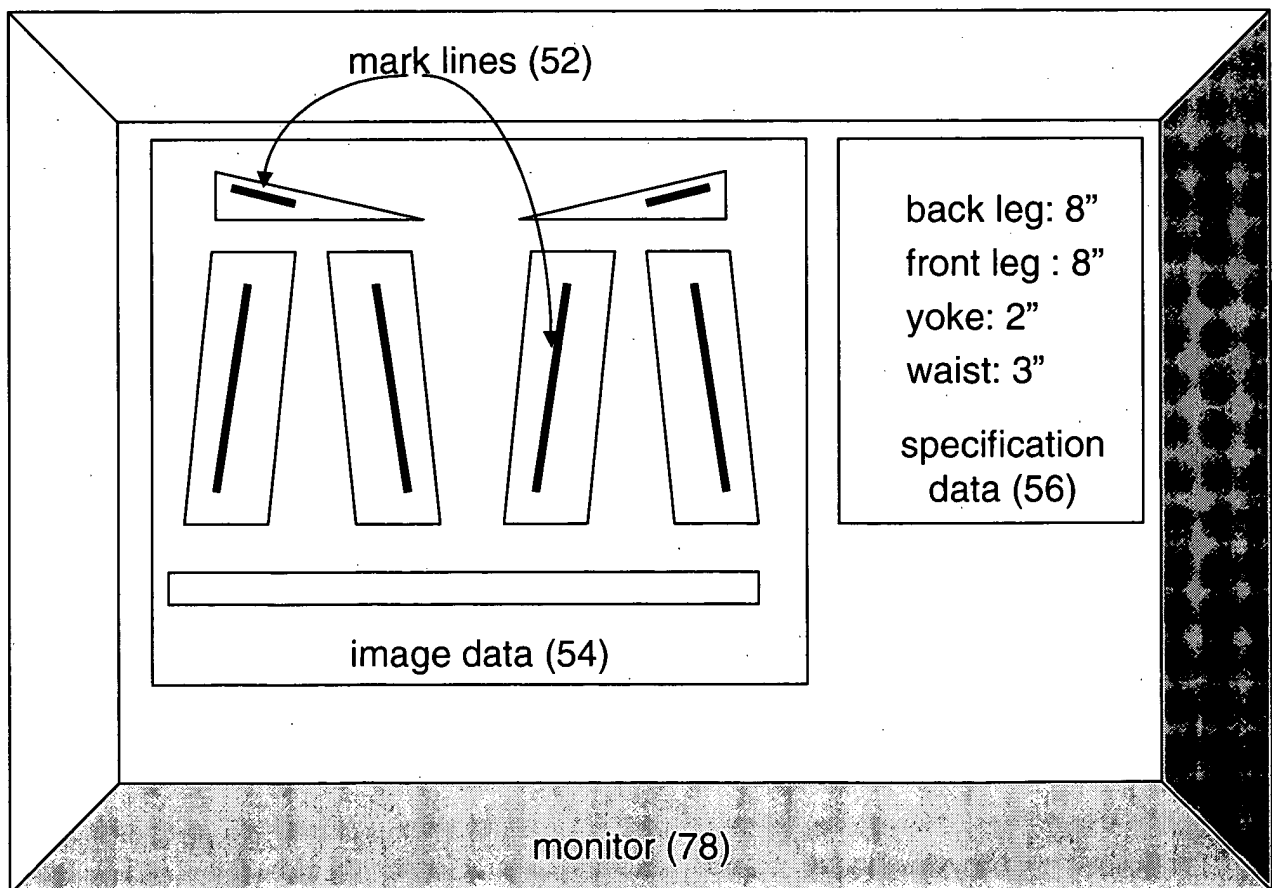 mark lines (52)
back leg: 8”
front leg : 8”
yoke: 2”
waist: 3”
specification
data (56)
image data (54)
monitor (78)